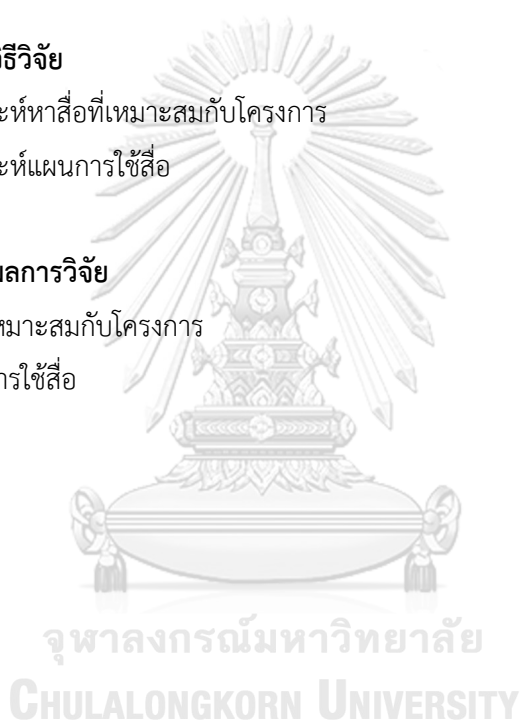 ธีวิจัย
ะห์หาสื่อที่เหมาะสมกับโครงการ
ะห์แผนการใช้สื่อ
ผลการวิจัย
หมาะสมกับโครงการ
ารใช้สื่อ
จุฬาลงกรณ์มหาวิทยาลัย
CHULALONGKORN UNIVERSITY